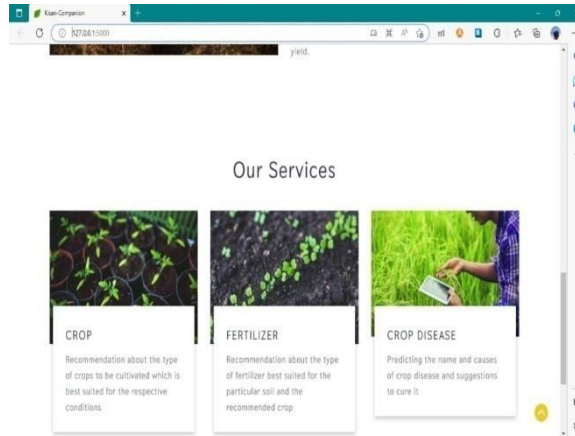 Kisan-Companion
127.0.0.1:5000
yield.
Our Services
CROP
Recommendation about the type
of crops to be cultivated which is
best suited for the respective
conditions
FERTILIZER
Recommendation about the type
of fertilizer best suited for the
particular soil and the
recommended crop
CROP DISEASE
Predicting the name and causes
of crop disease and suggestions
to cure it